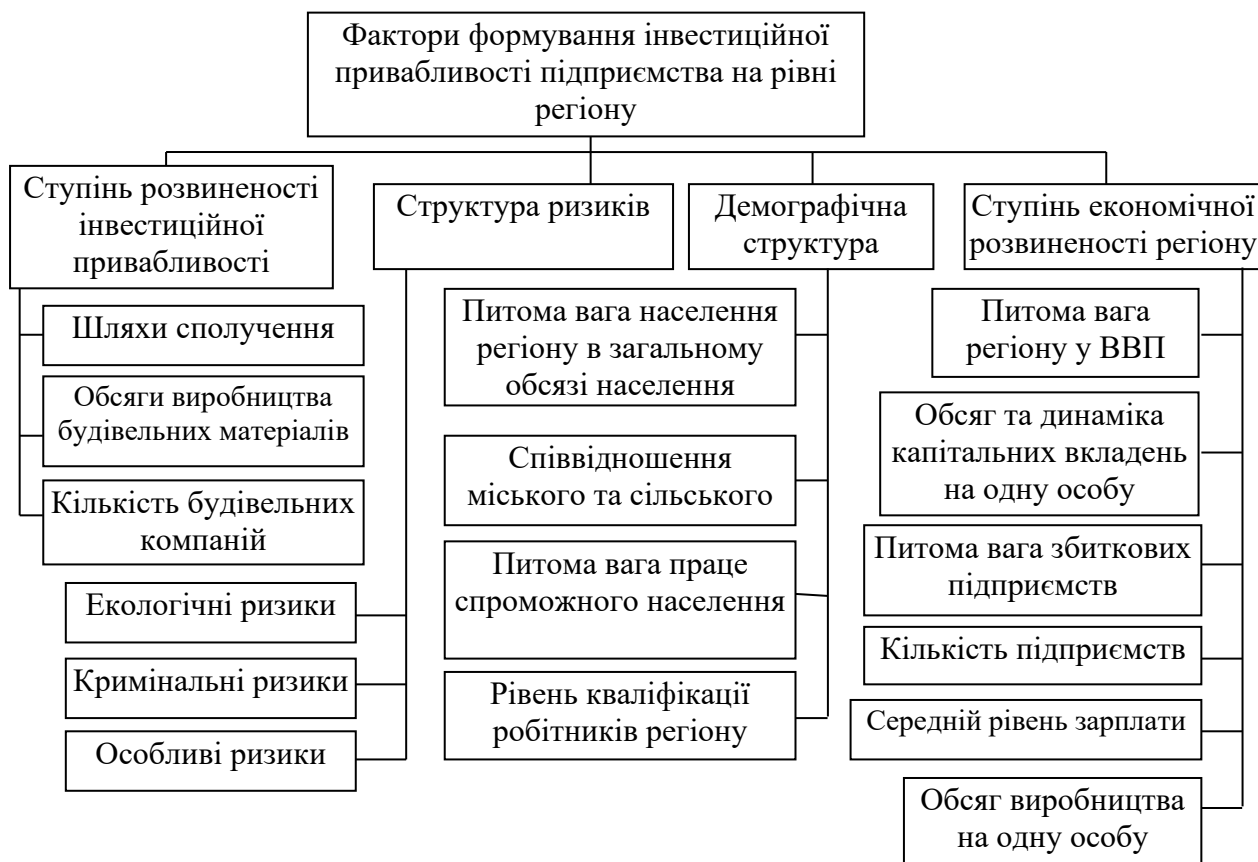 Фактори формування інвестиційної
привабливості підприємства на рівні
регіону
Ступінь розвиненості
інвестиційної
привабливості
Структура ризиків
Демографічна
структура
Ступінь економічної
розвиненості регіону
Шляхи сполучення
Обсяги виробництва
будівельних матеріалів
Кількість будівельних
компаній
Екологічні ризики
Кримінальні ризики
Особливі ризики
Питома вага населення
регіону в загальному
обсязі населення
Співвідношення
міського та сільського
Питома вага праце
спроможного населення
Рівень кваліфікації
робітників регіону
Питома вага
регіону у ВВП
Обсяг та динаміка
капітальних вкладень
на одну особу
Питома вага збиткових
підприємств
Кількість підприємств
Середній рівень зарплати
Обсяг виробництва
на одну особу